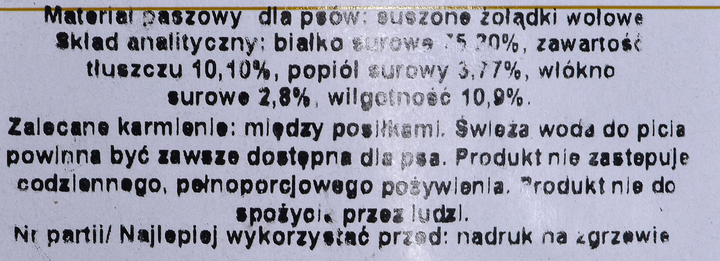 Materiał paszowy dla psów: suszone żołądki wołowe
Skład analityczny: białko surowe 75,20%, zawartość
tłuszczu 10,10%, popiół surowy 3,77%, włókno
surowe 2,8%, wilgotność 10,9%.
Zalecane karmienie: między posiłkami. Świeża woda do picia
powinna być zawsze dostępna dla psa. Produkt nie zastępuje
codziennego, pełnoporcjowego pożywienia. Produkt nie do
spożycia przez ludzi.
Nr partii/ Najlepiej wykorzystać przed: nadruk na zgrzewie